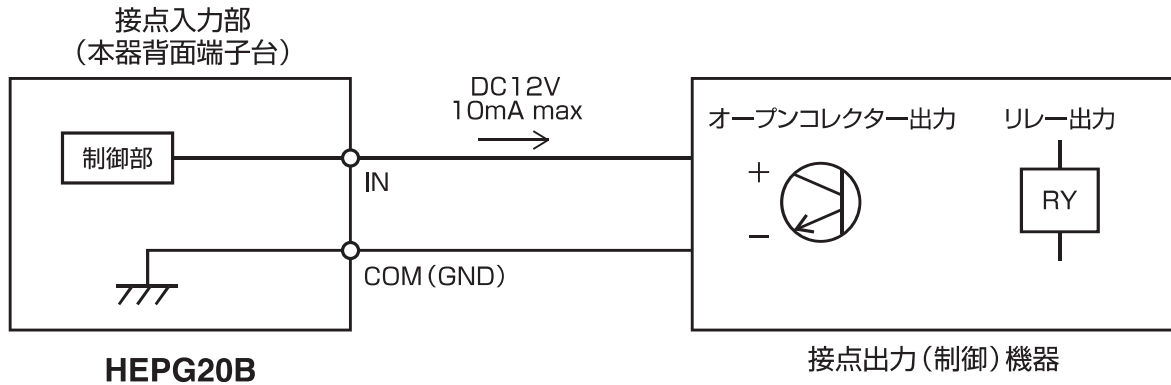 接点入力部
（本器背面端子台）
制御部
IN
COM（GND）
HEPG20B
DC12V
10mA max
オープンコレクター出力
リレー出力
＋
－
RY
接点出力（制御）機器